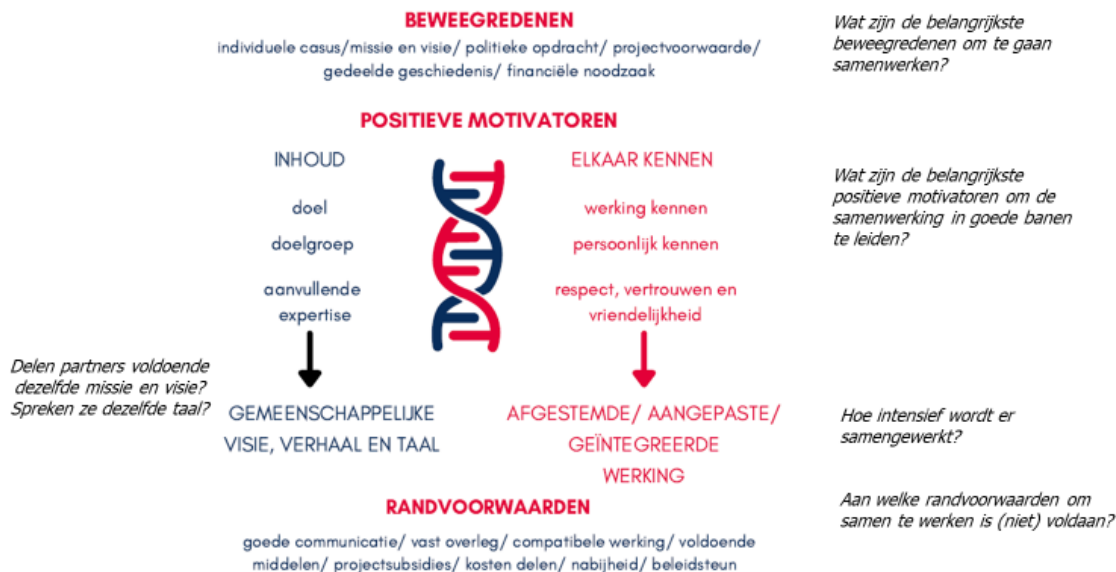 BEWEEGREDENEN
individuele casus/missie en visie/ politieke opdracht/ projectvoorwaarde/
gedeelde geschiedenis/ financiële noodzaak
Wat zijn de belangrijkste
beweegredenen om te gaan
samenwerken?
POSITIEVE MOTIVATOREN
INHOUD
doel
doelgroep
aanvullende
expertise
ELKAAR KENNEN
werking kennen
persoonlijk kennen
respect, vertrouwen en
vriendelijkheid
Wat zijn de belangrijkste
positieve motivatoren om de
samenwerking in goede banen
te leiden?
Delen partners voldoende
dezelfde missie en visie?
Spreken ze dezelfde taal?
GEMEENSCHAPPELIJKE
VISIE, VERHAAL EN TAAL
AFGESTEMDE/ AANGEPASTE/
GEÏNTEGREERDE
WERKING
Hoe intensief wordt er
samengewerkt?
RANDVOORWAARDEN
goede communicatie/ vast overleg/ compatibele werking/ voldoende
middelen/ projectsubsidies/ kosten delen/ nabijheid/ beleidsteun
Aan welke randvoorwaarden om
samen te werken is (niet) voldaan?